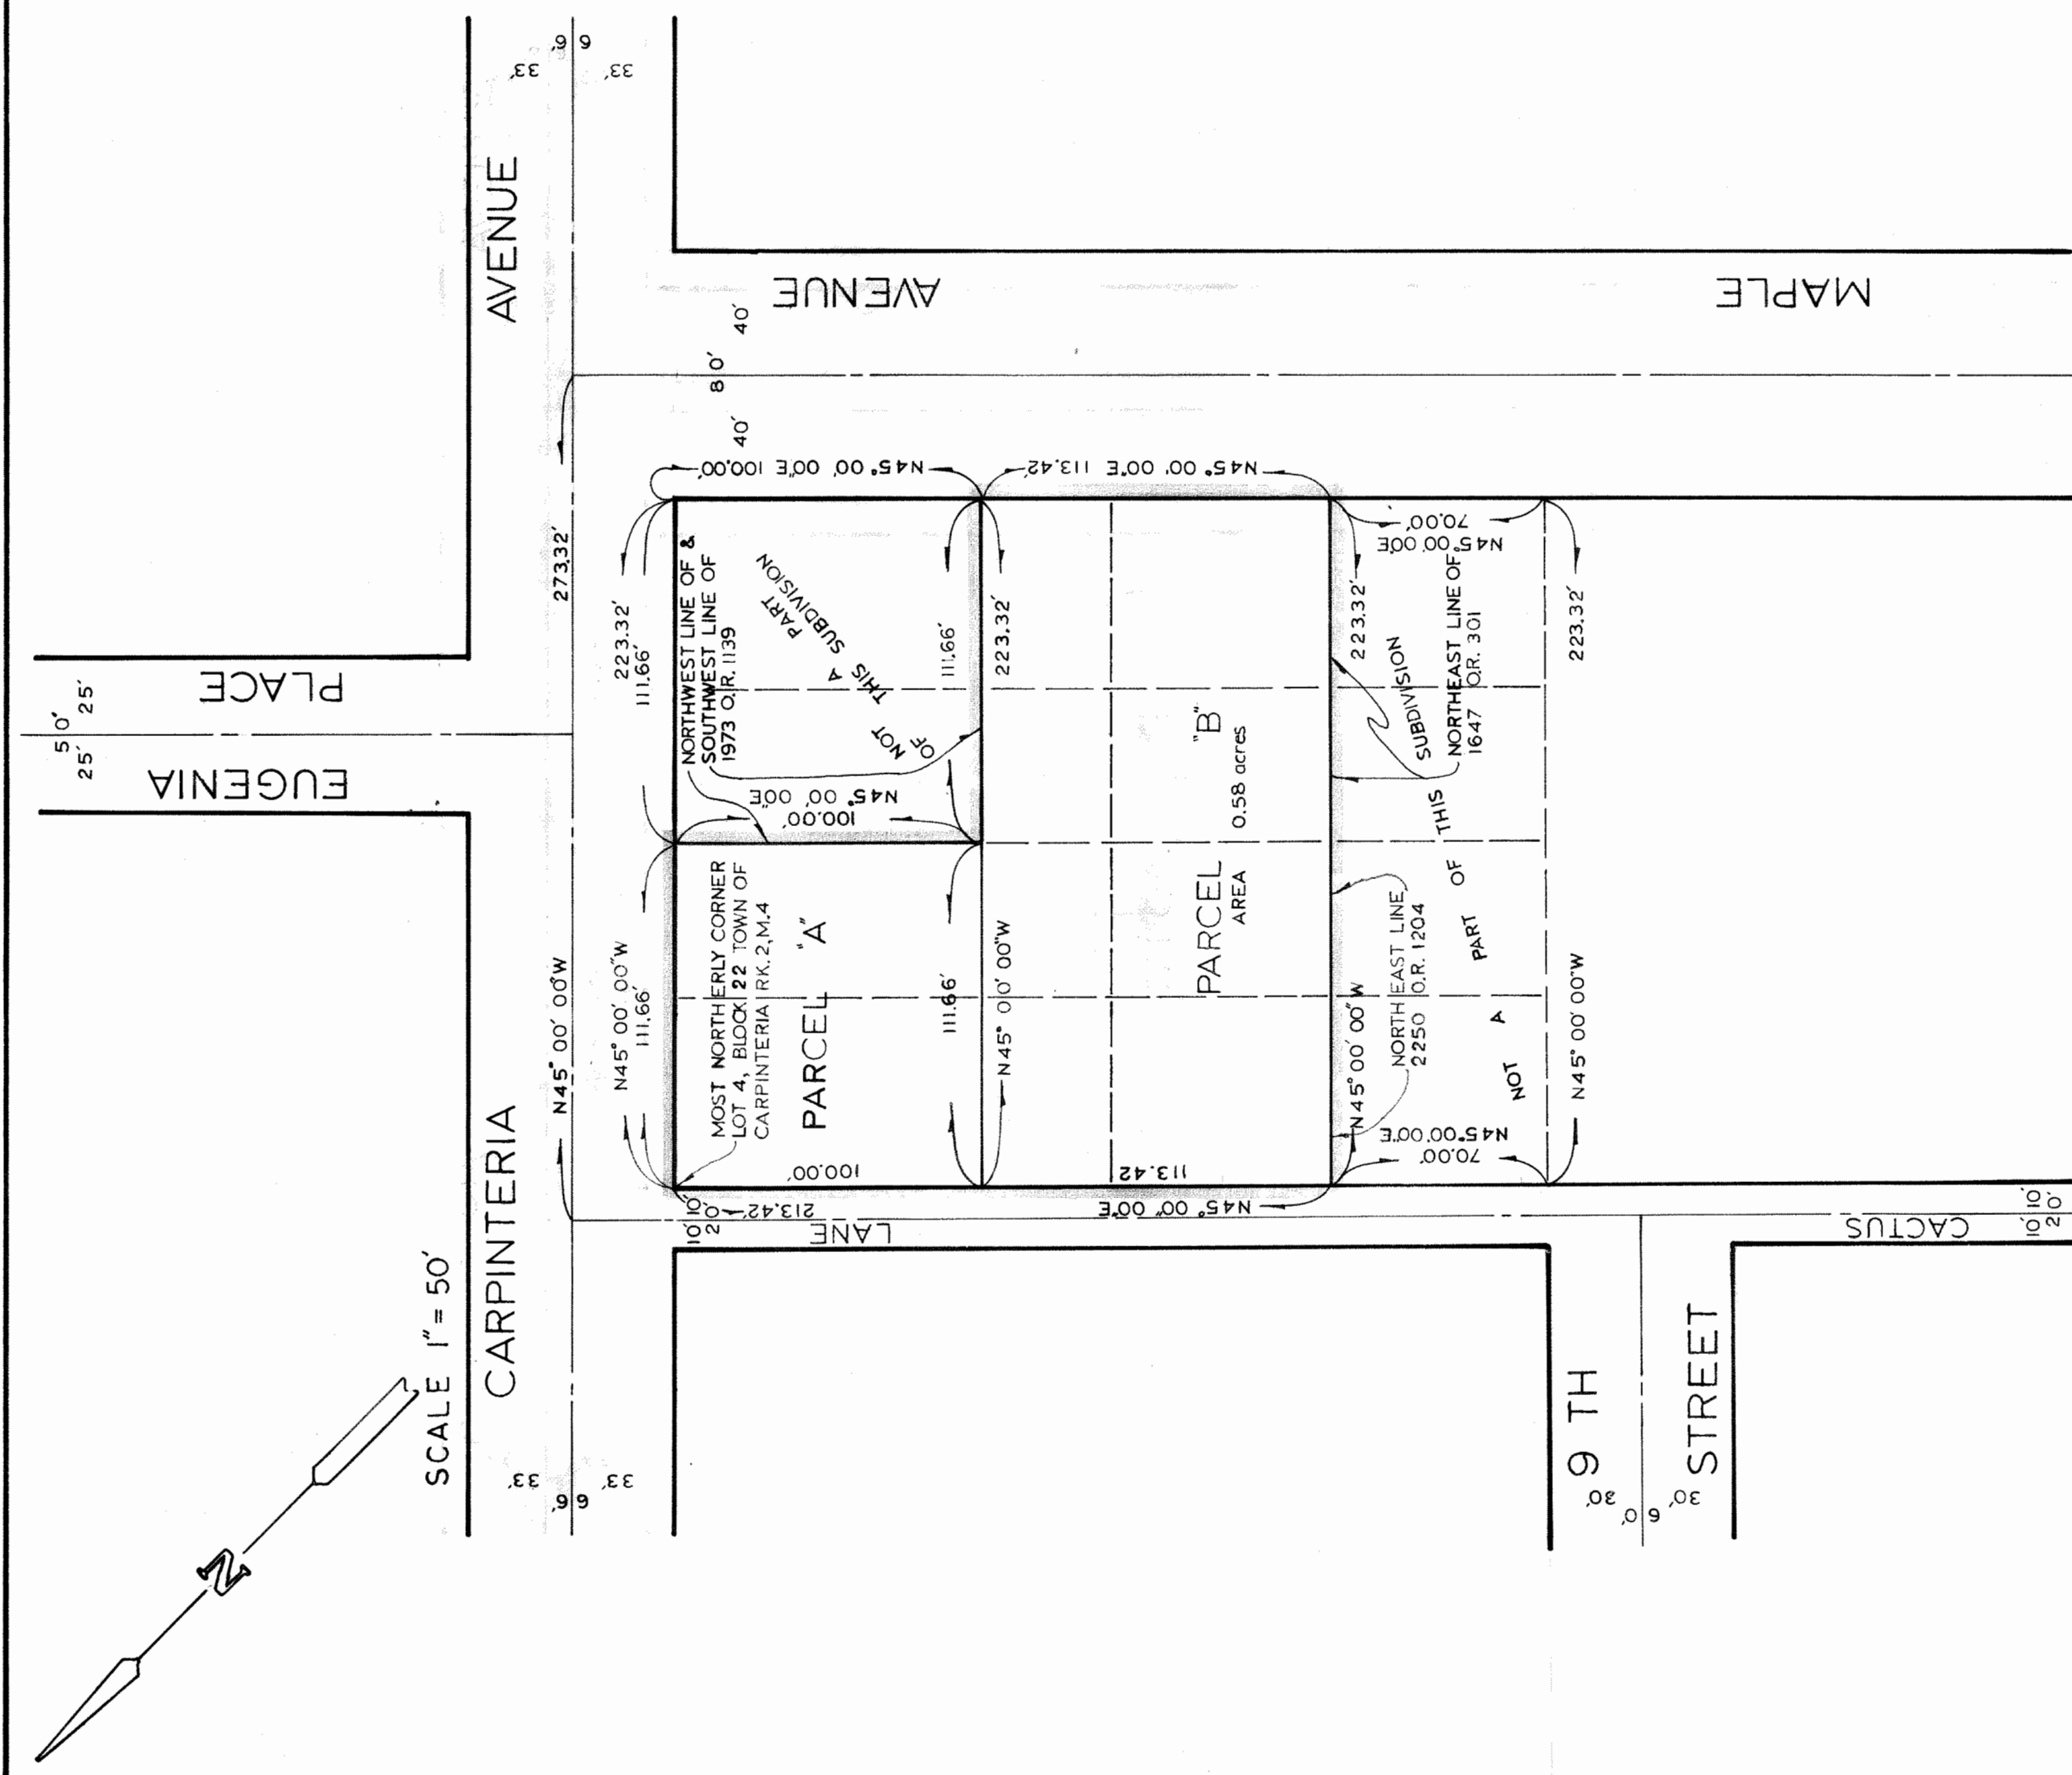 AVENUE
CARPINTERIA
SCALE 1" = 50'
N
66'
33'
33'
66'
33'
33'
EUGENIA
PLACE
50'
25'
25'
MAPLE
AVENUE
80'
40'
40'
CACTUS
LANE
20'
10'
10'
20'
10'
10'
9 TH
STREET
60'
30'
30'
N45° 00' 00"W
273.32'
N45° 00' 00"W
223.32'
111.66'
111.66'
N45° 00' 00"E 100.00'
N45° 00' 00"E 113.42'
NORTHWEST LINE OF &
SOUTHWEST LINE OF
1973 O.R. 1139
NOT A PART
OF THIS SUBDIVISION
N45° 00' 00"E
100.00'
111.66'
111.66'
N45° 00' 00"W
223.32'
MOST NORTHERLY CORNER
LOT 4, BLOCK 22 TOWN OF
CARPINTERIA RK. 2, M.4
PARCEL "A"
100.00'
113.42
213.42'
N45° 00' 00"E
PARCEL "B"
AREA 0.58 acres
N45° 00' 00"W
223.32'
NORTHEAST LINE
2250 O.R. 1204
NORTHEAST LINE OF
1647 O.R. 301
N45° 00' 00"E
70.00'
N45° 00' 00"E
70.00'
NOT A PART OF THIS SUBDIVISION
N45° 00' 00"W
223.32'